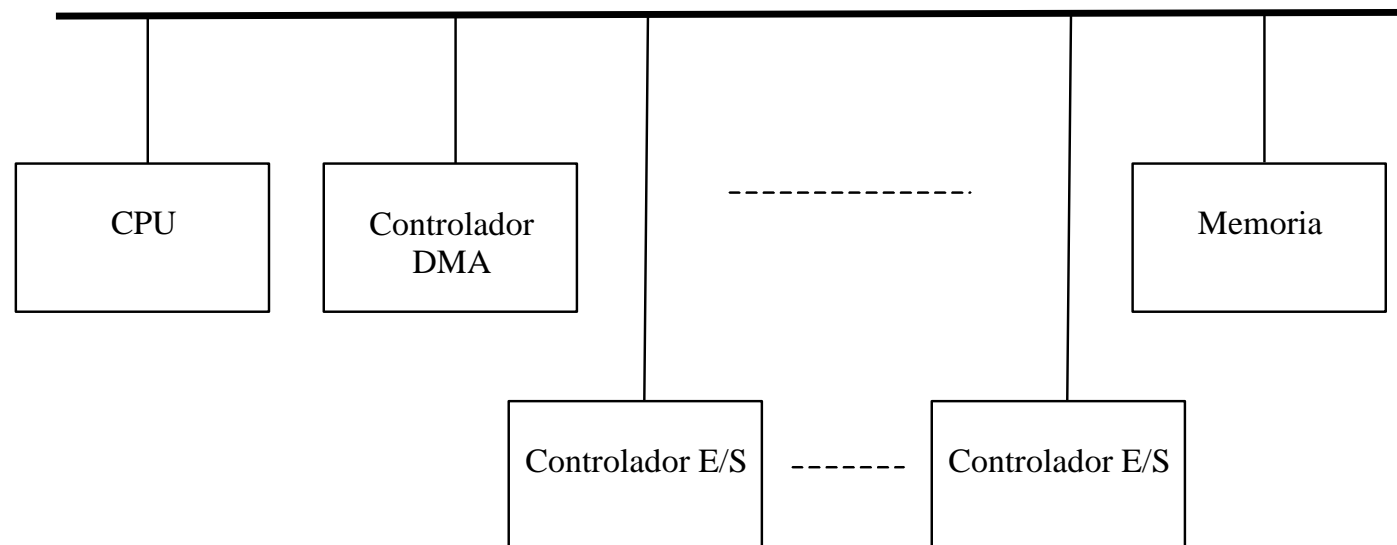 CPU
Controlador
DMA
Memoria
Controlador E/S
Controlador E/S